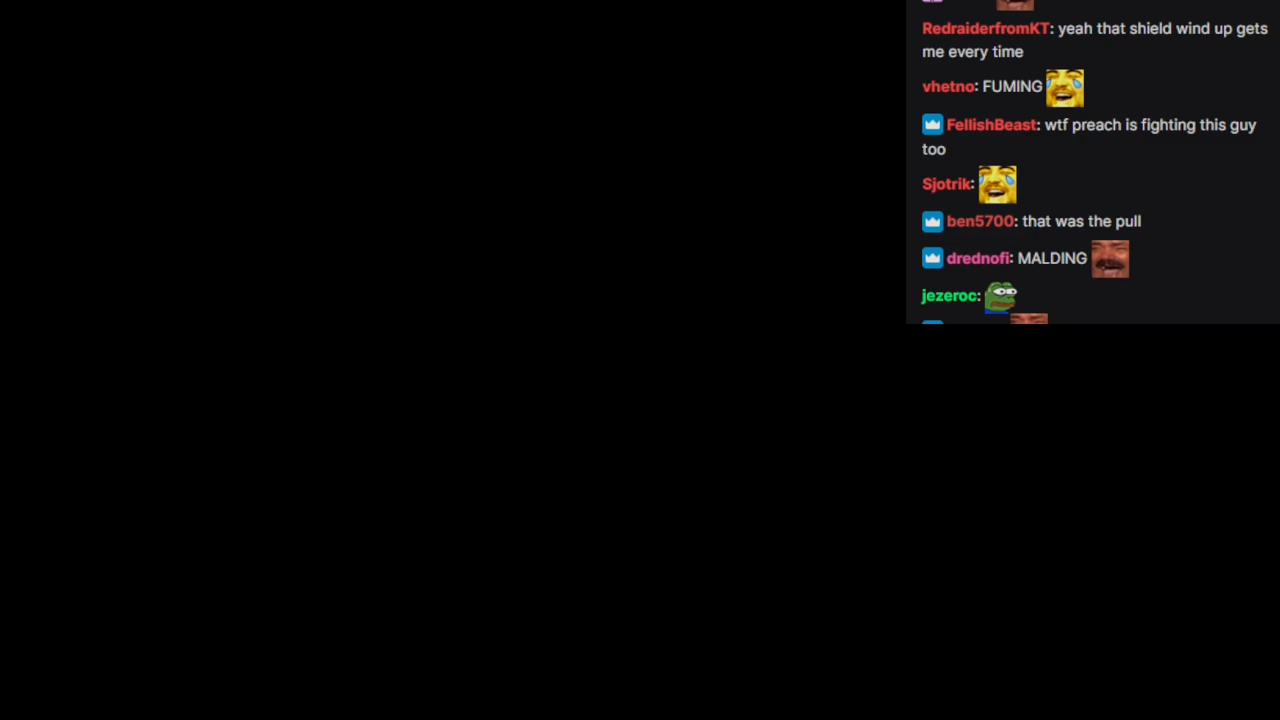 RedraiderfromKT: yeah that shield wind up gets
me every time
vhetno: FUMING
FellishBeast: wtf preach is fighting this guy
too
Sjotrik:
ben5700: that was the pull
drednofi: MALDING
jezeroc: